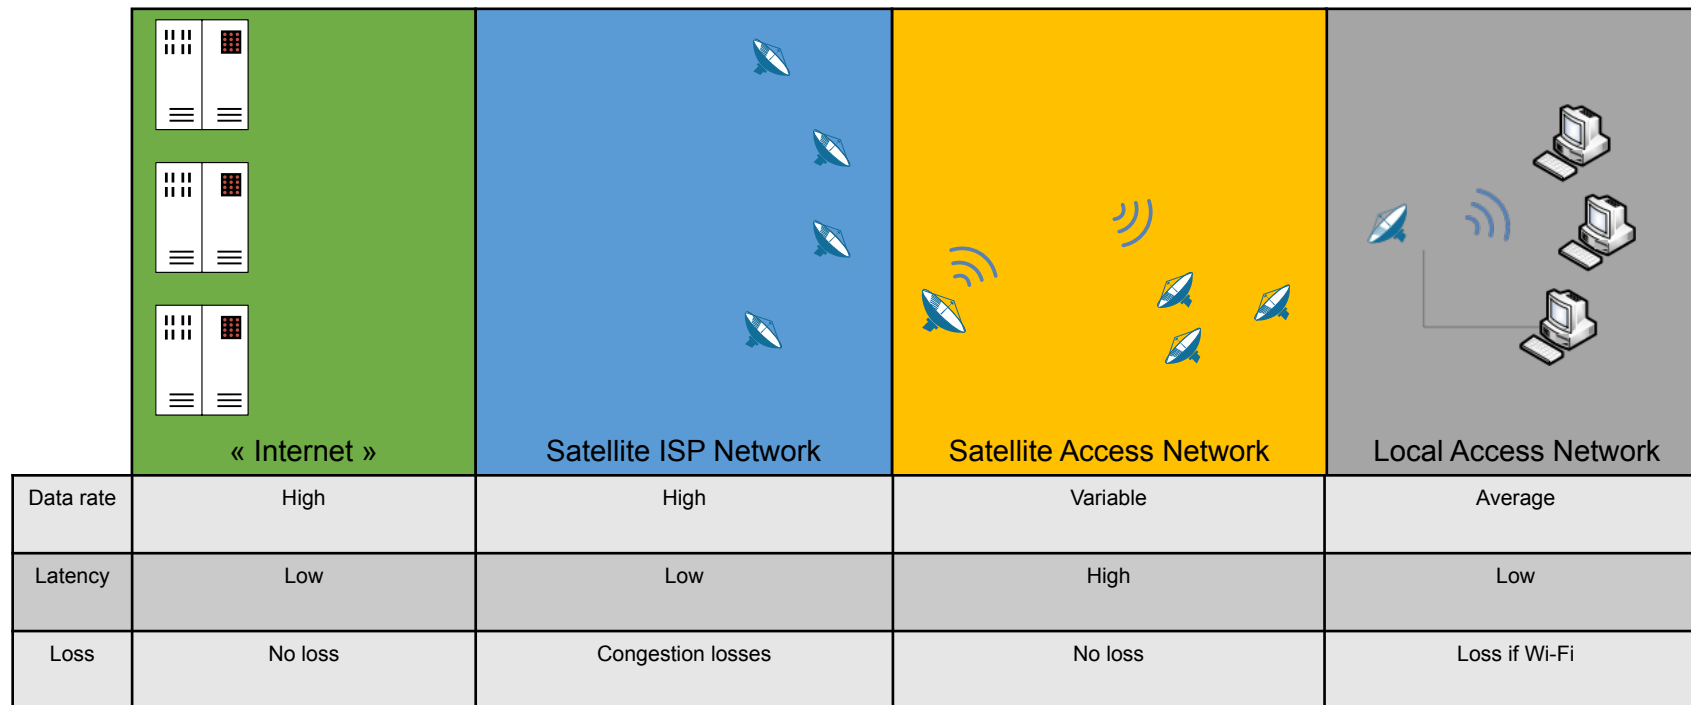 « Internet »
Satellite ISP Network
Satellite Access Network
Local Access Network
Data rate High High Variable Average
Latency Low Low High Low
Loss No loss Congestion losses No loss Loss if Wi-Fi